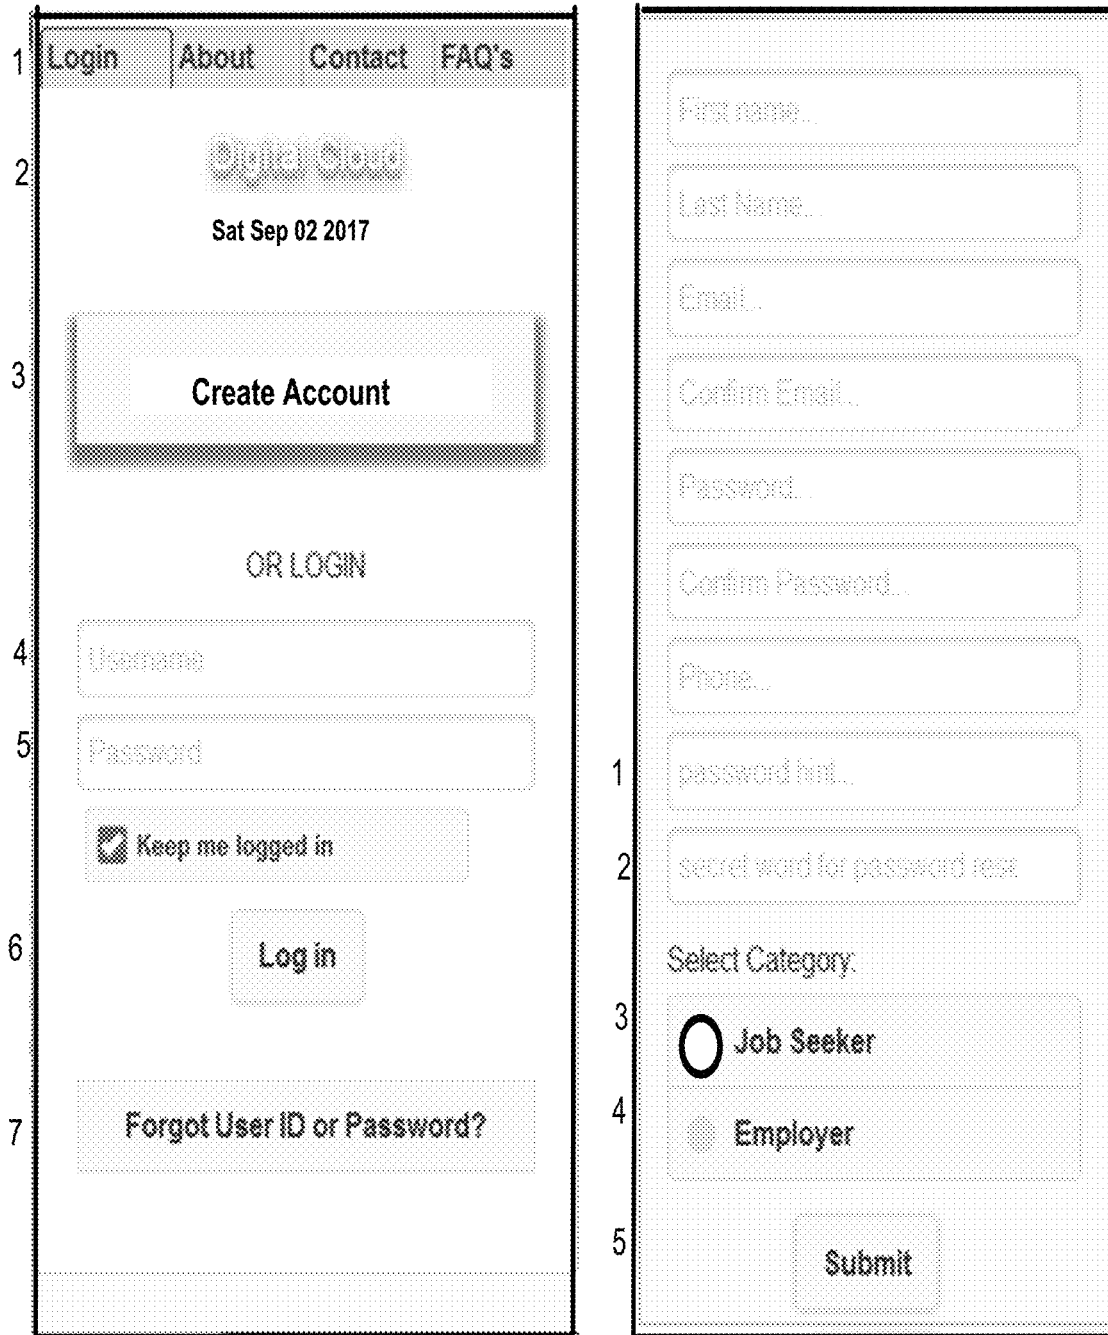 1 Login About Contact FAQ's
2 Digital Cloud
Sat Sep 02 2017
3 Create Account
OR LOGIN
4 Username
5 Password
Keep me logged in
6 Log in
7 Forgot User ID or Password?
First name...
Last Name...
Email...
Confirm Email...
Password...
Confirm Password...
Phone...
1 password hint...
2 secret word for password rese
Select Category:
3 Job Seeker
4 Employer
5 Submit